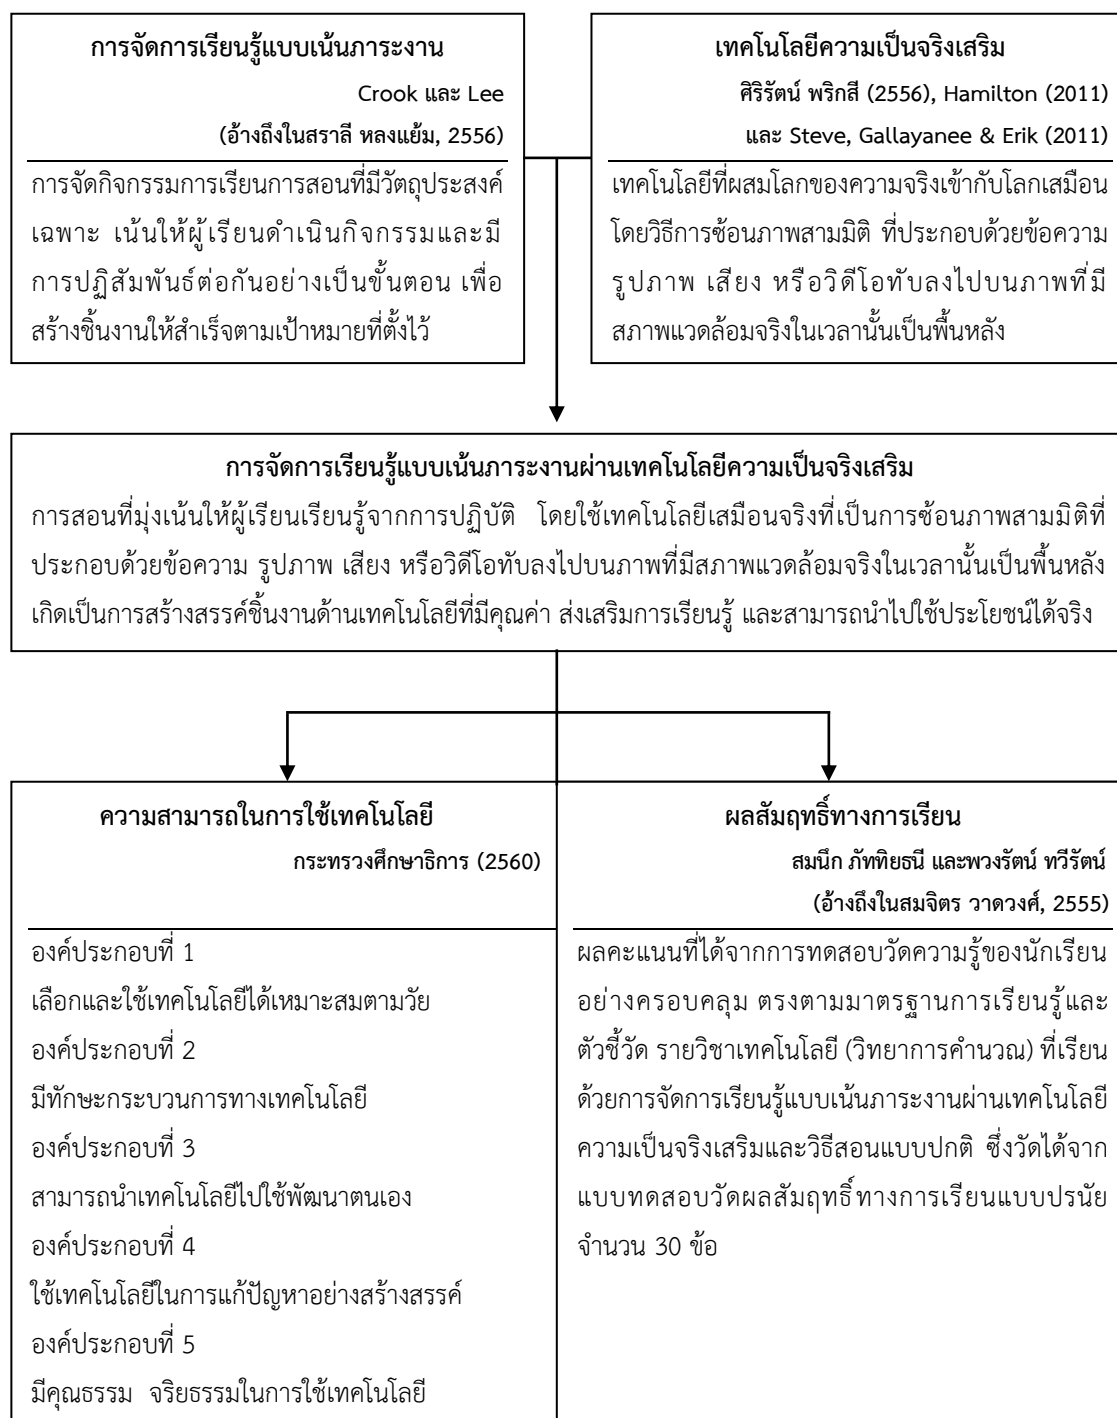 การจัดการเรียนรู้แบบเน้นภาระงาน
Crook และ Lee
(อ้างถึงในสราลี หลงแย้ม, 2556)
การจัดกิจกรรมการเรียนการสอนที่มีวัตถุประสงค์
เฉพาะ เน้นให้ผู้เรียนดำเนินกิจกรรมและมี
การปฏิสัมพันธ์ต่อกันอย่างเป็นขั้นตอน เพื่อ
สร้างชิ้นงานให้สำเร็จตามเป้าหมายที่ตั้งไว้
เทคโนโลยีความเป็นจริงเสริม
ศิริรัตน์ พริกสี (2556), Hamilton (2011)
และ Steve, Gallayanee & Erik (2011)
เทคโนโลยีที่ผสมโลกของความจริงเข้ากับโลกเสมือน
โดยวิธีการซ้อนภาพสามมิติ ที่ประกอบด้วยข้อความ
รูปภาพ เสียง หรือวิดีโอทับลงไปบนภาพที่มี
สภาพแวดล้อมจริงในเวลานั้นเป็นพื้นหลัง
การจัดการเรียนรู้แบบเน้นภาระงานผ่านเทคโนโลยีความเป็นจริงเสริม
การสอนที่มุ่งเน้นให้ผู้เรียนเรียนรู้จากการปฏิบัติ โดยใช้เทคโนโลยีเสมือนจริงที่เป็นการซ้อนภาพสามมิติที่
ประกอบด้วยข้อความ รูปภาพ เสียง หรือวิดีโอทับลงไปบนภาพที่มีสภาพแวดล้อมจริงในเวลานั้นเป็นพื้นหลัง
เกิดเป็นการสร้างสรรค์ชิ้นงานด้านเทคโนโลยีที่มีคุณค่า ส่งเสริมการเรียนรู้ และสามารถนำไปใช้ประโยชน์ได้จริง
ความสามารถในการใช้เทคโนโลยี
กระทรวงศึกษาธิการ (2560)
องค์ประกอบที่ 1
เลือกและใช้เทคโนโลยีได้เหมาะสมตามวัย
องค์ประกอบที่ 2
มีทักษะกระบวนการทางเทคโนโลยี
องค์ประกอบที่ 3
สามารถนำเทคโนโลยีไปใช้พัฒนาตนเอง
องค์ประกอบที่ 4
ใช้เทคโนโลยีในการแก้ปัญหาอย่างสร้างสรรค์
องค์ประกอบที่ 5
มีคุณธรรม จริยธรรมในการใช้เทคโนโลยี
ผลสัมฤทธิ์ทางการเรียน
สมนึก ภัททิยธนี และพวงรัตน์ ทวีรัตน์
(อ้างถึงในสมจิตร วาดวงศ์, 2555)
ผลคะแนนที่ได้จากการทดสอบวัดความรู้ของนักเรียน
อย่างครอบคลุม ตรงตามมาตรฐานการเรียนรู้และ
ตัวชี้วัด รายวิชาเทคโนโลยี (วิทยาการคำนวณ) ที่เรียน
ด้วยการจัดการเรียนรู้แบบเน้นภาระงานผ่านเทคโนโลยี
ความเป็นจริงเสริมและวิธีสอนแบบปกติ ซึ่งวัดได้จาก
แบบทดสอบวัดผลสัมฤทธิ์ทางการเรียนแบบปรนัย
จำนวน 30 ข้อ